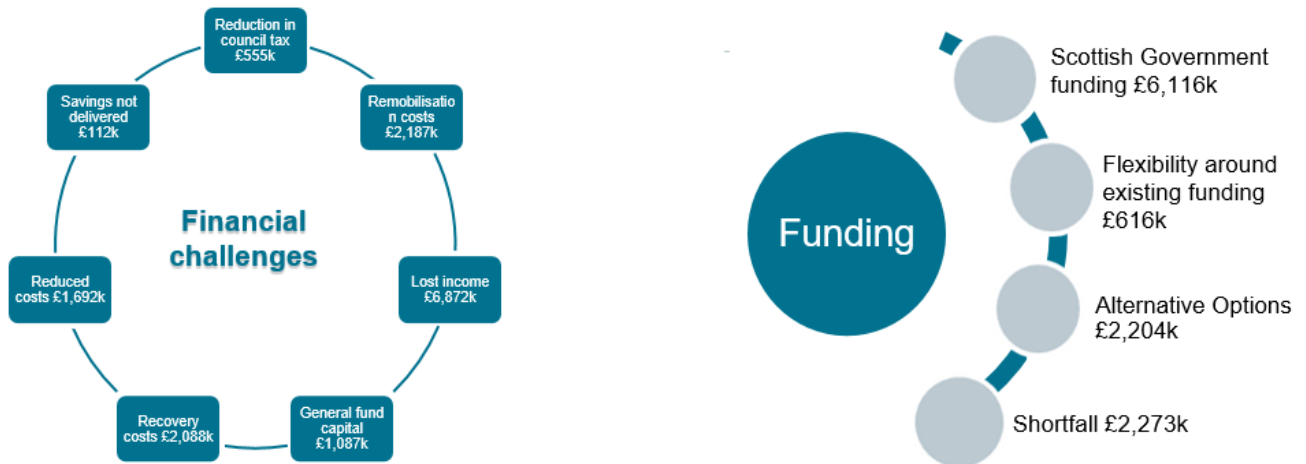 Reduction in
council tax
£555k
Remobilisatio
n costs
£2,187k
Lost income
£6,872k
General fund
capital
£1,087k
Recovery
costs £2,088k
Reduced
costs £1,692k
Savings not
delivered
£112k
Financial
challenges
Funding
Scottish Government
funding £6,116k
Flexibility around
existing funding
£616k
Alternative Options
£2,204k
Shortfall £2,273k